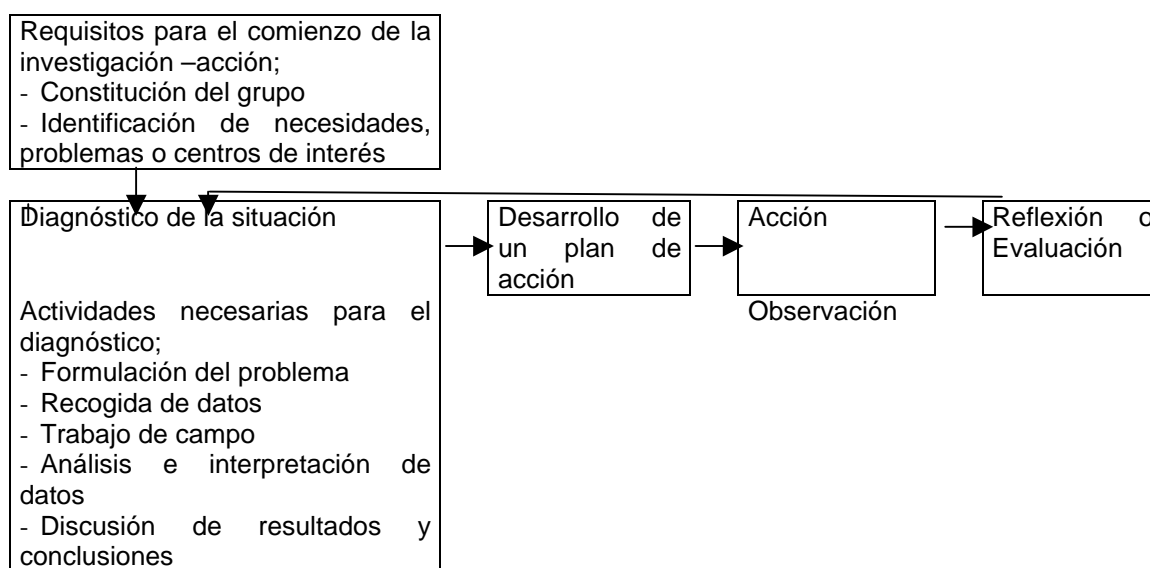 Requisitos para el comienzo de la
investigación –acción;
- Constitución del grupo
- Identificación de necesidades,
problemas o centros de interés
Diagnóstico de la situación
Actividades necesarias para el
diagnóstico;
- Formulación del problema
- Recogida de datos
- Trabajo de campo
- Análisis e interpretación de
datos
- Discusión de resultados y
conclusiones
Desarrollo de
un plan de
acción
Acción
Observación
Reflexión o
Evaluación